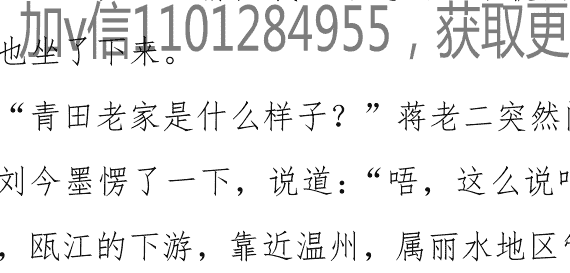 加v信1101284955，获取更
也坐了下来。
“青田老家是什么样子？”蒋老二突然
刘今墨愣了一下，说道：“唔，这么说
，瓯江的下游，靠近温州，属丽水地区